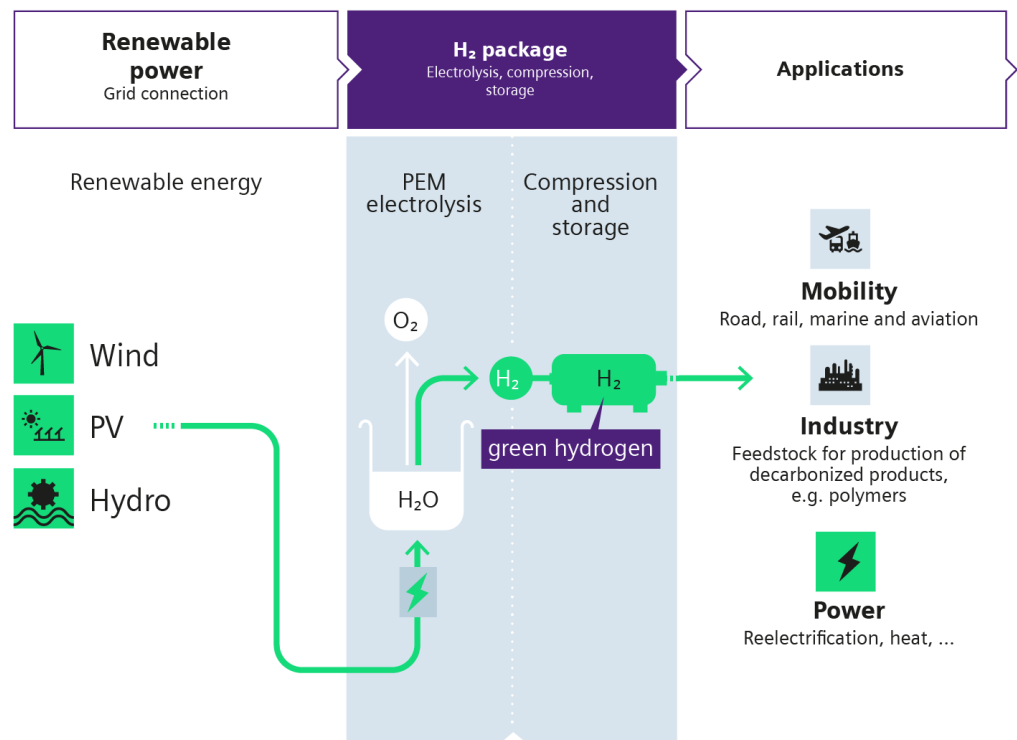 Renewable
power
Grid connection
H₂ package
Electrolysis, compression,
storage
Applications
Renewable energy
PEM
electrolysis
Compression
and
storage
Wind
PV
Hydro
O₂
H₂O
H₂
H₂
green hydrogen
Mobility
Road, rail, marine and aviation
Industry
Feedstock for production of
decarbonized products,
e.g. polymers
Power
Reelectrification, heat, ...